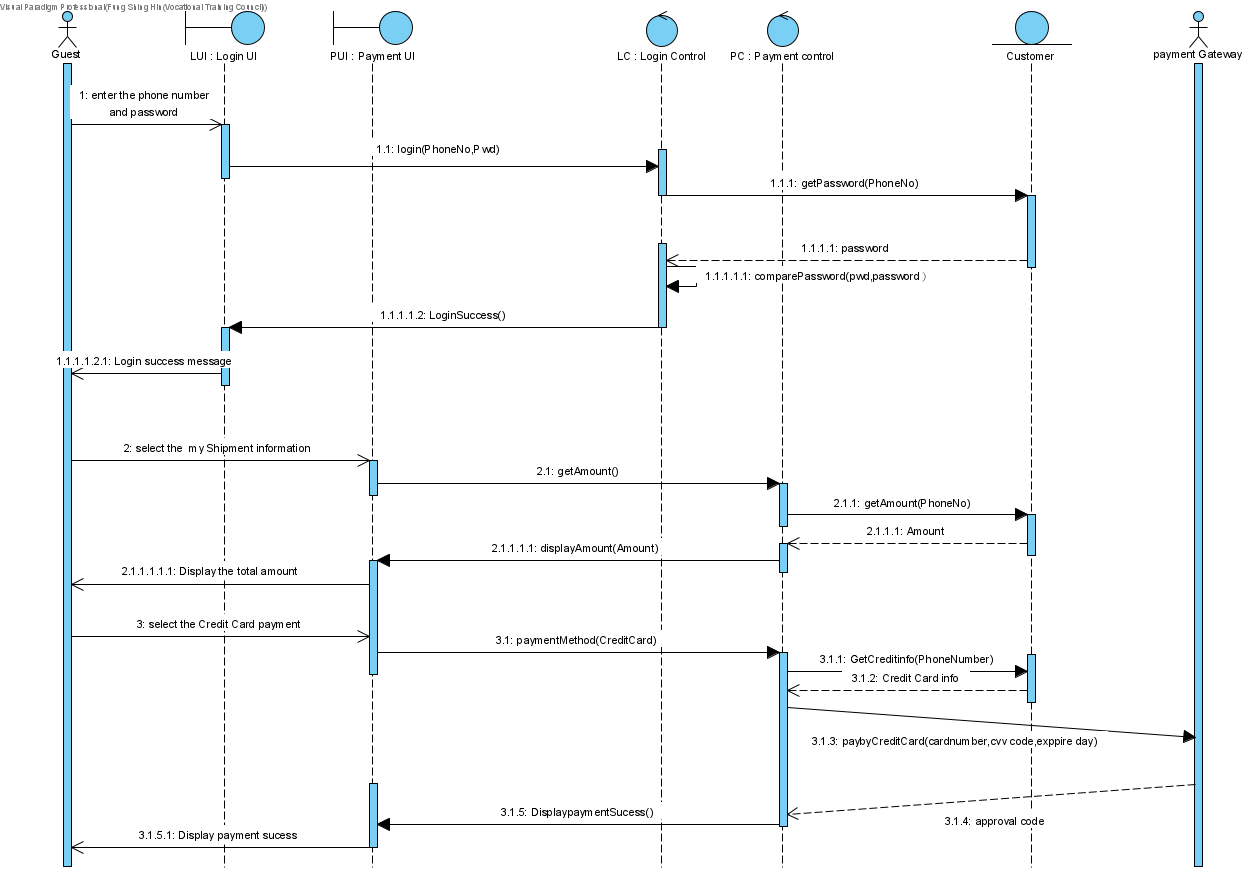 Visual Paradigm Professional(Fung Shing Hin(Vocational Training Council))
Guest
LUI : Login UI
PUI : Payment UI
LC : Login Control
PC : Payment control
Customer
payment Gateway
1: enter the phone number
and password
1.1: login(PhoneNo,Pwd)
1.1.1: getPassword(PhoneNo)
1.1.1.1: password
1.1.1.1.1: comparePassword(pwd,password）
1.1.1.1.2: LoginSuccess()
1.1.1.1.2.1: Login success message
2: select the my Shipment information
2.1: getAmount()
2.1.1: getAmount(PhoneNo)
2.1.1.1: Amount
2.1.1.1.1: displayAmount(Amount)
2.1.1.1.1.1: Display the total amount
3: select the Credit Card payment
3.1: paymentMethod(CreditCard)
3.1.1: GetCreditinfo(PhoneNumber)
3.1.2: Credit Card info
3.1.3: paybyCreditCard(cardnumber,cvv code,exppire day)
3.1.5: DisplaypaymentSucess()
3.1.4: approval code
3.1.5.1: Display payment sucess